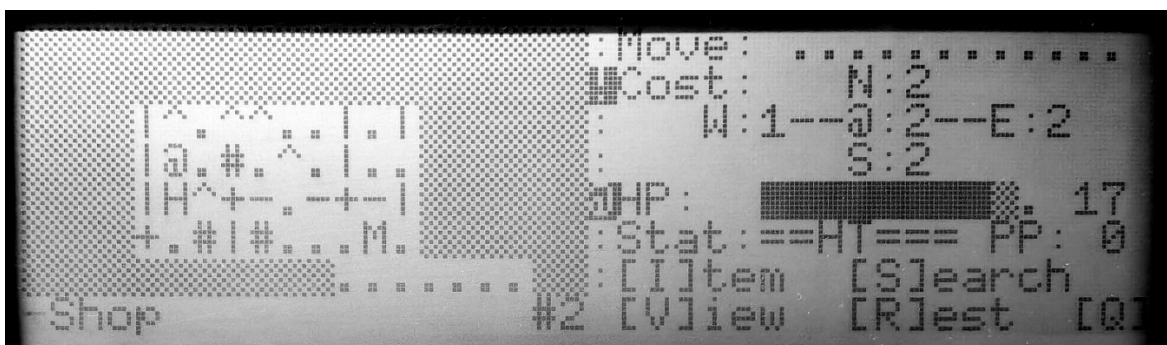 :Move: .............
Cost: N:2
|^.^^..|.| : W:1--@:2--E:2
|@.#.^.|.. : S:2
|H^+-.-+-| @HP: . 17
+.#|#...M. :Stat:==HT=== PP: 0
....... :[I]tem [S]earch
-Shop #2 [V]iew [R]est [Q]